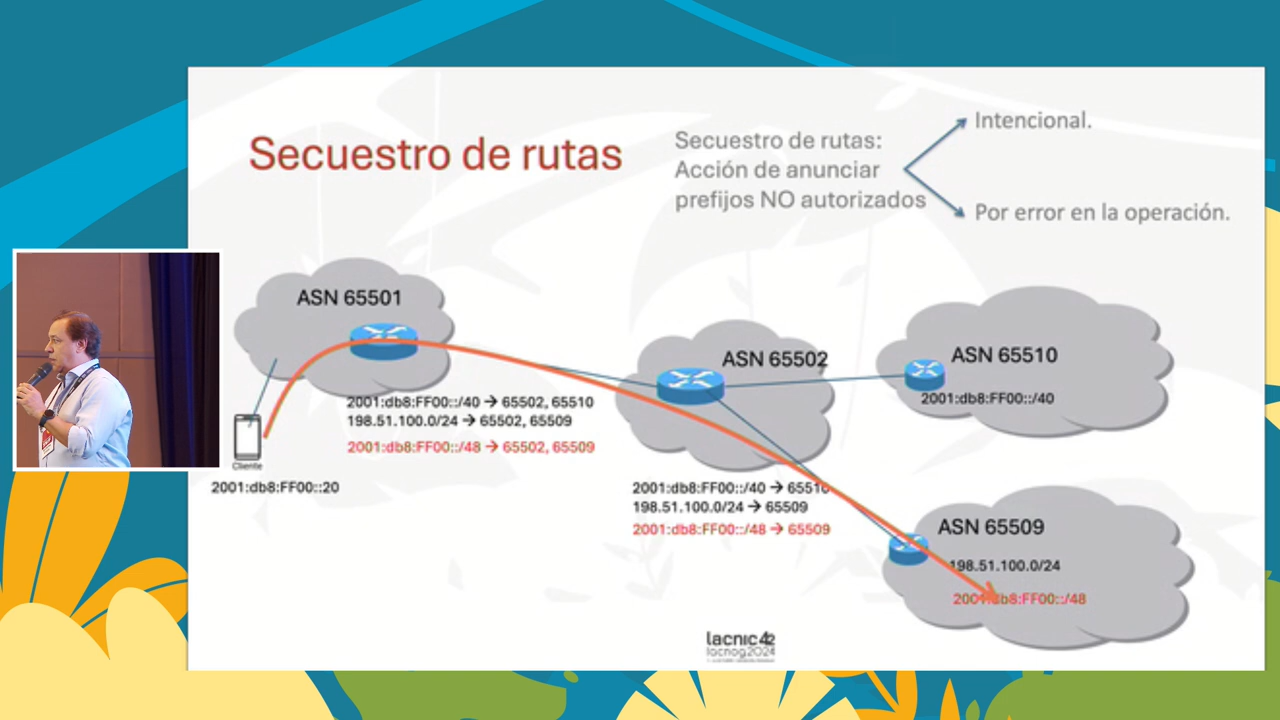 Secuestro de rutas
Secuestro de rutas:
Acción de anunciar
prefijos NO autorizados
Intencional.
Por error en la operación.
ASN 65501
2001:db8:FF00::/40 → 65502, 65510
198.51.100.0/24 → 65502, 65509
2001:db8:FF00::/48 → 65502, 65509
Cliente
2001:db8:FF00::20
ASN 65502
2001:db8:FF00::/40 → 65510
198.51.100.0/24 → 65509
2001:db8:FF00::/48 → 65509
ASN 65510
2001:db8:FF00::/40
ASN 65509
198.51.100.0/24
2001:db8:FF00::/48
lacnic42
lacnog2024